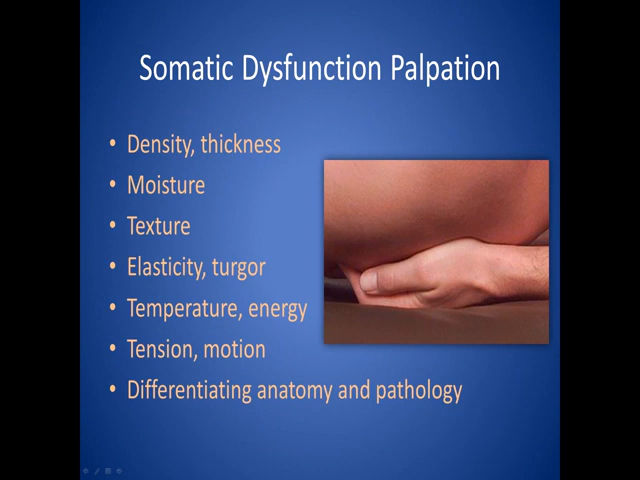 Somatic Dysfunction Palpation
• Density, thickness
• Moisture
• Texture
• Elasticity, turgor
• Temperature, energy
• Tension, motion
• Differentiating anatomy and pathology